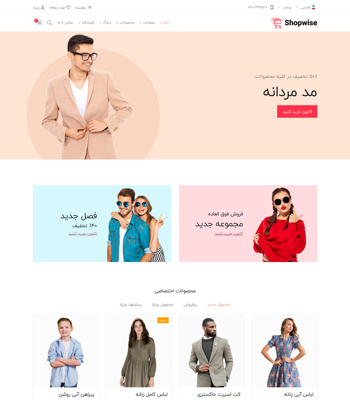 فارسی
تومان
مقایسه
لیست علاقه
ورود
Shopwise
خانه
صفحات
محصولات
وبلاگ
فروشگاه
تماس با ما
۵۰٪ تخفیف در کلیه محصولات
مد مردانه
اکنون خرید کنید
فروش فوق العاده
مجموعه جدید
اکنون خرید کنید
فصل جدید
۴۰٪ تخفیف
اکنون خرید کنید
محصولات اختصاصی
محصول جدید
پرفروش
محصول ویژه
پیشنهاد ویژه
لباس آبی زنانه
کت اسپرت خاکستری
لباس کامل زنانه
پیراهن آبی روشن